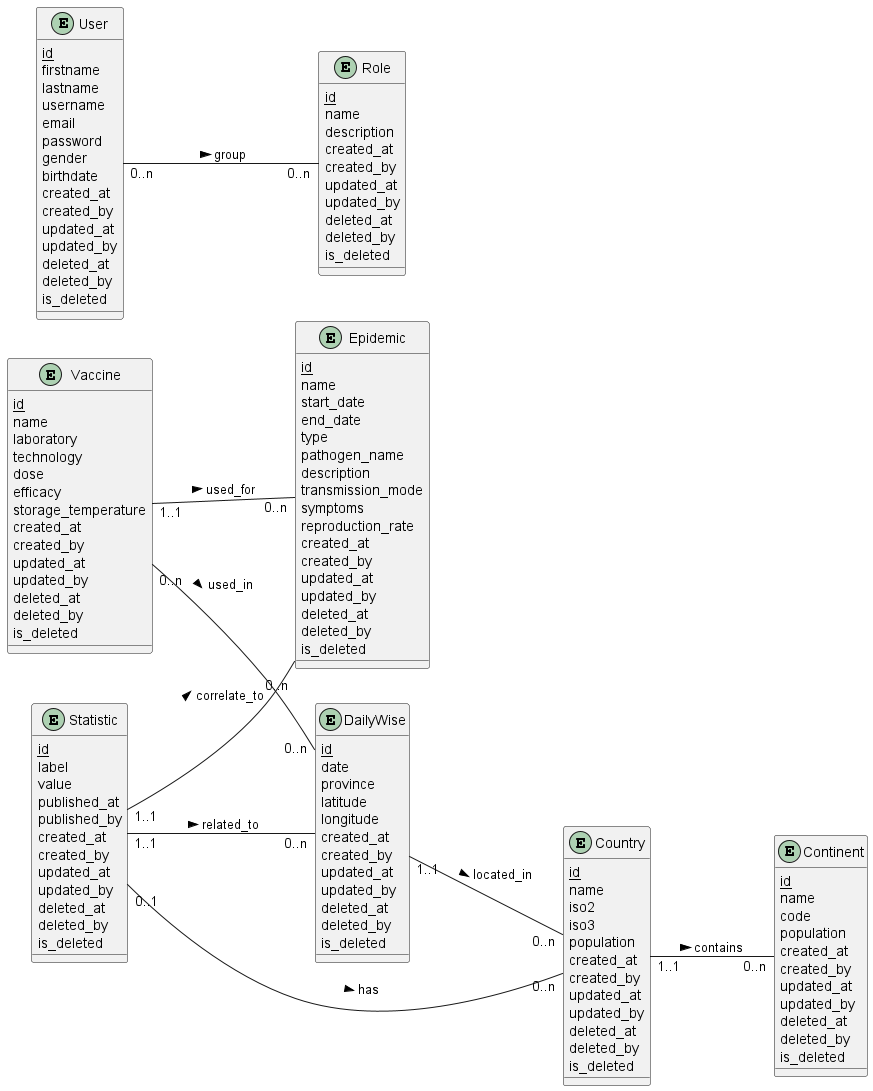 E User
id
firstname
lastname
username
email
password
gender
birthdate
created_at
created_by
updated_at
updated_by
deleted_at
deleted_by
is_deleted
group
0..n
0..n
E Role
id
name
description
created_at
created_by
updated_at
updated_by
deleted_at
deleted_by
is_deleted
E Vaccine
id
name
laboratory
technology
dose
efficacy
storage_temperature
created_at
created_by
updated_at
updated_by
deleted_at
deleted_by
is_deleted
used_for
1..1
0..n
E Epidemic
id
name
start_date
end_date
type
pathogen_name
description
transmission_mode
symptoms
reproduction_rate
created_at
created_by
updated_at
updated_by
deleted_at
deleted_by
is_deleted
0..n
used_in
0..n
correlate_to
1..1
0..n
E Statistic
id
label
value
published_at
published_by
created_at
created_by
updated_at
updated_by
deleted_at
deleted_by
is_deleted
related_to
1..1
0..n
E DailyWise
id
date
province
latitude
longitude
created_at
created_by
updated_at
updated_by
deleted_at
deleted_by
is_deleted
1..1
located_in
0..n
0..1
has
0..n
E Country
id
name
iso2
iso3
population
created_at
created_by
updated_at
updated_by
deleted_at
deleted_by
is_deleted
contains
1..1
0..n
E Continent
id
name
code
population
created_at
created_by
updated_at
updated_by
deleted_at
deleted_by
is_deleted